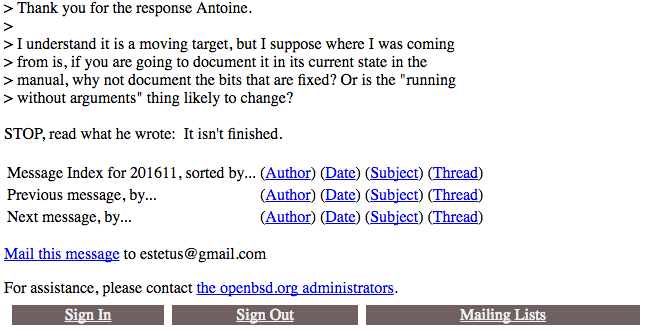 > Thank you for the response Antoine.
>
> I understand it is a moving target, but I suppose where I was coming
> from is, if you are going to document it in its current state in the
> manual, why not document the bits that are fixed? Or is the "running
> without arguments" thing likely to change?
STOP, read what he wrote:  It isn't finished.
Message Index for 201611, sorted by... (Author) (Date) (Subject) (Thread)
Previous message, by... (Author) (Date) (Subject) (Thread)
Next message, by... (Author) (Date) (Subject) (Thread)
Mail this message to estetus@gmail.com
For assistance, please contact the openbsd.org administrators.
Sign In Sign Out Mailing Lists